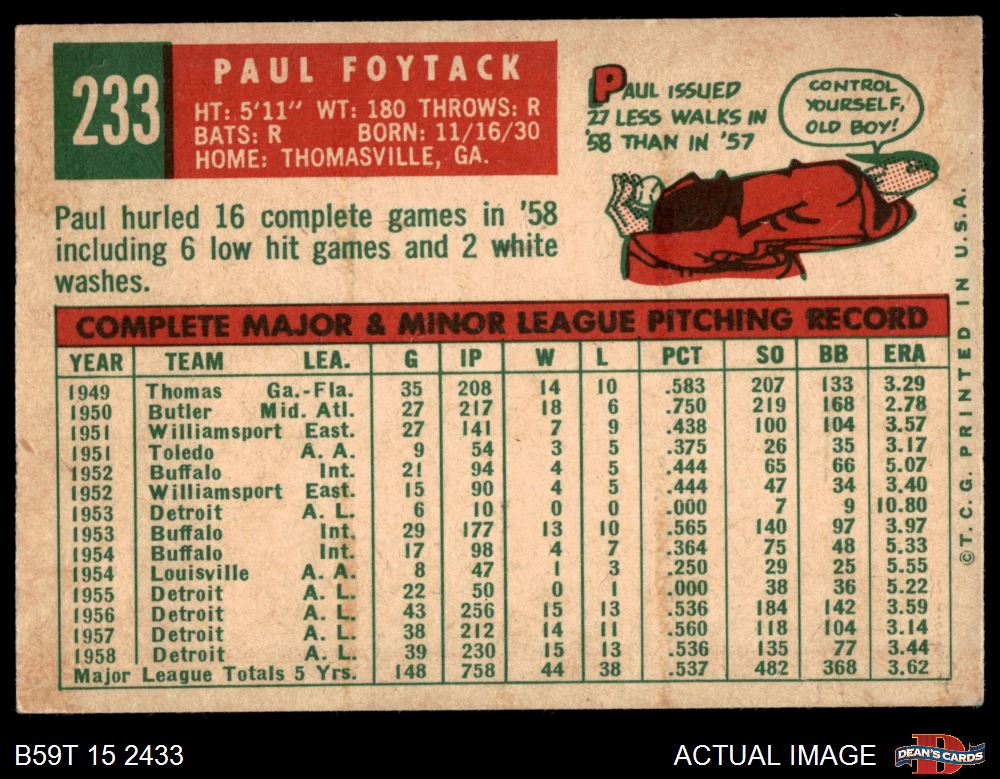 233
PAUL FOYTACK
HT: 5'11" WT: 180 THROWS: R
BATS: R BORN: 11/16/30
HOME: THOMASVILLE, GA.
PAUL ISSUED
27 LESS WALKS IN
'58 THAN IN '57
CONTROL
YOURSELF,
OLD BOY!
Paul hurled 16 complete games in '58
including 6 low hit games and 2 white
washes.
COMPLETE MAJOR & MINOR LEAGUE PITCHING RECORD
YEAR TEAM LEA. G IP W L PCT SO BB ERA
1949 Thomas Ga.-Fla. 35 208 14 10 .583 207 133 3.29
1950 Butler Mid. Atl. 27 217 18 6 .750 219 168 2.78
1951 Williamsport East. 27 141 7 9 .438 100 104 3.57
1951 Toledo A. A. 9 54 3 5 .375 26 35 3.17
1952 Buffalo Int. 21 94 4 5 .444 65 66 5.07
1952 Williamsport East. 15 90 4 5 .444 47 34 3.40
1953 Detroit A. L. 6 10 0 0 .000 7 9 10.80
1953 Buffalo Int. 29 177 13 10 .565 140 97 3.97
1954 Buffalo Int. 17 98 4 7 .364 75 48 5.33
1954 Louisville A. A. 8 47 1 3 .250 29 25 5.55
1955 Detroit A. L. 22 50 0 1 .000 38 36 5.22
1956 Detroit A. L. 43 256 15 13 .536 184 142 3.59
1957 Detroit A. L. 38 212 14 11 .560 118 104 3.14
1958 Detroit A. L. 39 230 15 13 .536 135 77 3.44
Major League Totals 5 Yrs. 148 758 44 38 .537 482 368 3.62
©T. C. G. PRINTED IN U.S.A.
B59T 15 2433
ACTUAL IMAGE
DEAN'S CARDS